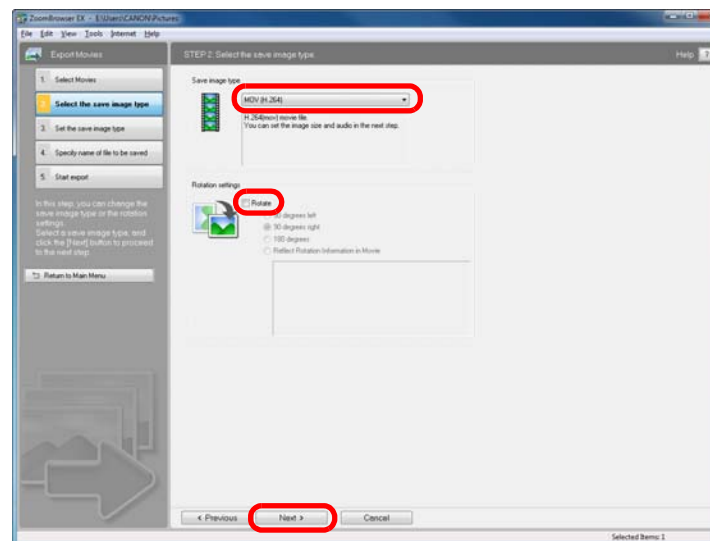 ZoomBrowser EX - E:\Users\CANON\Pictures
File Edit View Tools Internet Help
Export Movies
STEP 2: Select the save image type
Help ?
1. Select Movies
2. Select the save image type
3. Set the save image type
4. Specify name of file to be saved
5. Start export
In this step, you can change the
save image type or the rotation
settings.
Select a save image type, and
click the [Next] button to proceed
to the next step.
Return to Main Menu
Save image type
MOV (H.264)
H.264(mov) movie file.
You can set the image size and audio in the next step.
Rotation settings
Rotate
90 degrees left
90 degrees right
180 degrees
Reflect Rotation Information in Movie
< Previous Next > Cancel
Selected Items: 1